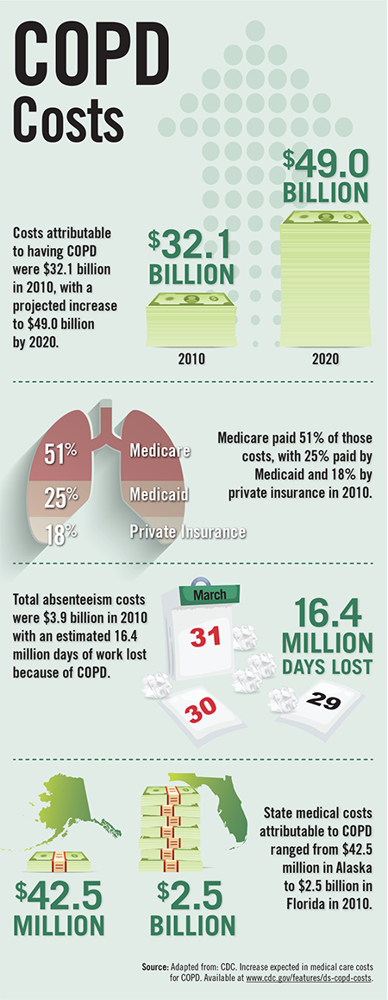 COPD
Costs
$49.0
BILLION
$32.1
BILLION
Costs attributable
to having COPD
were $32.1 billion
in 2010, with a
projected increase
to $49.0 billion
by 2020.
2010
2020
51% Medicare
25% Medicaid
18% Private Insurance
Medicare paid 51% of those
costs, with 25% paid by
Medicaid and 18% by
private insurance in 2010.
Total absenteeism costs
were $3.9 billion in 2010
with an estimated 16.4
million days of work lost
because of COPD.
March
31
30
29
16.4
MILLION
DAYS LOST
$42.5
MILLION
$2.5
BILLION
State medical costs
attributable to COPD
ranged from $42.5
million in Alaska
to $2.5 billion in
Florida in 2010.
Source: Adapted from: CDC. Increase expected in medical care costs
for COPD. Available at www.cdc.gov/features/ds-copd-costs.